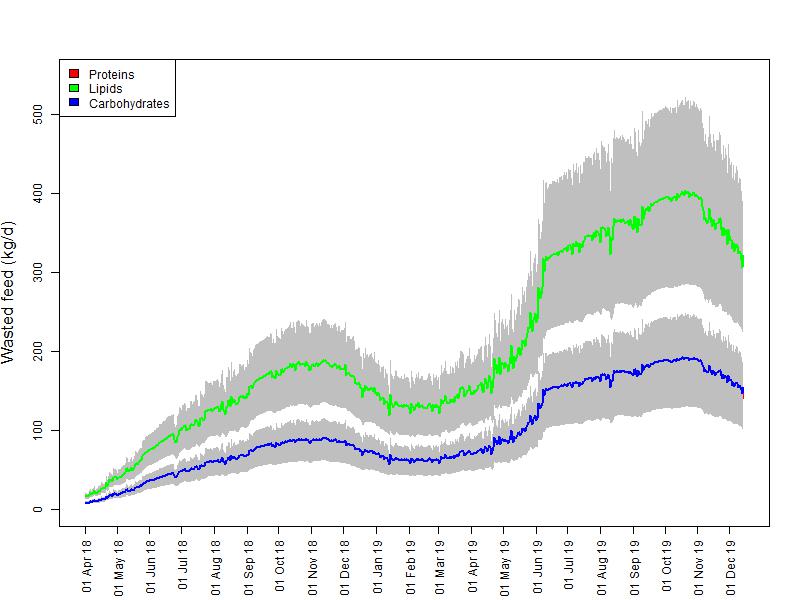 Proteins
Lipids
Carbohydrates
Wasted feed (kg/d)
500
400
300
200
100
0
01 Apr 18
01 May 18
01 Jun 18
01 Jul 18
01 Aug 18
01 Sep 18
01 Oct 18
01 Nov 18
01 Dec 18
01 Jan 19
01 Feb 19
01 Mar 19
01 Apr 19
01 May 19
01 Jun 19
01 Jul 19
01 Aug 19
01 Sep 19
01 Oct 19
01 Nov 19
01 Dec 19